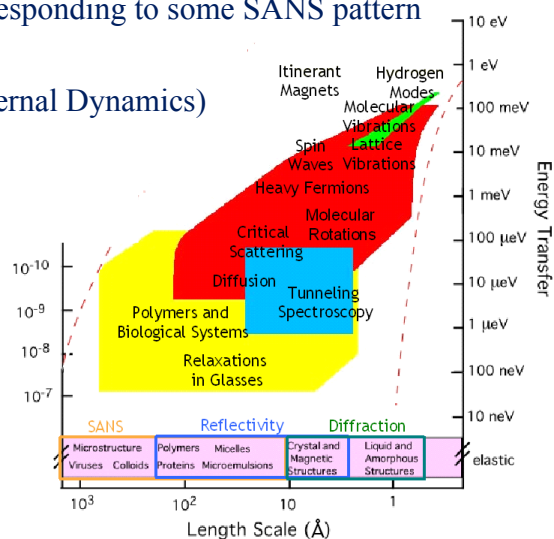 esponding to some SANS pattern
ernal Dynamics)
10 eV
1 eV
100 meV
10 meV
1 meV
100 µeV
10 µeV
1 µeV
100 neV
10 neV
elastic
Energy Transfer
Itinerant
Magnets
Hydrogen
Modes
Molecular
Vibrations
Spin
Waves
Lattice
Vibrations
Heavy Fermions
Molecular
Rotations
Critical
Scattering
Diffusion
Tunneling
Spectroscopy
Polymers and
Biological Systems
Relaxations
in Glasses
10-10
10-9
10-8
10-7
SANS
Reflectivity
Diffraction
Microstructure
Viruses Colloids
Polymers Micelles
Proteins Microemulsions
Crystal and
Magnetic
Structures
Liquid and
Amorphous
Structures
10³
10²
10
1
Length Scale (Å)